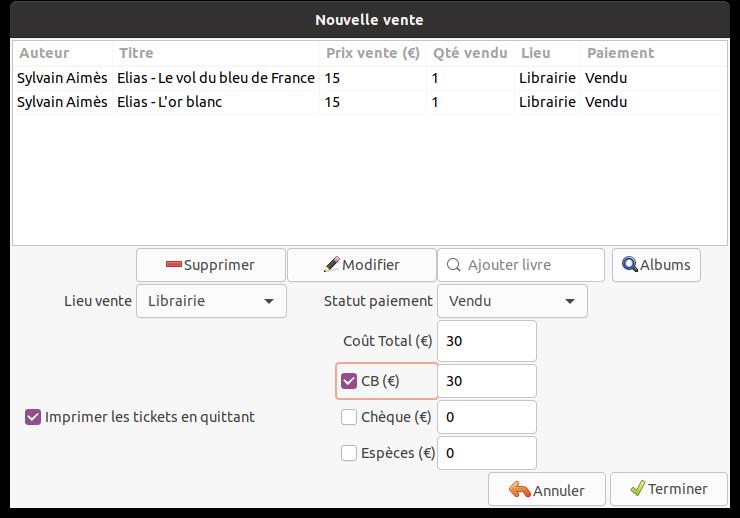 Nouvelle vente
Auteur Titre Prix vente (€) Qté vendu Lieu Paiement
Sylvain Aimès Elias - Le vol du bleu de France 15 1 Librairie Vendu
Sylvain Aimès Elias - L'or blanc 15 1 Librairie Vendu
Supprimer Modifier Ajouter livre Albums
Lieu vente Librairie Statut paiement Vendu
Coût Total (€) 30
CB (€) 30
Imprimer les tickets en quittant Chèque (€) 0
Espèces (€) 0
Annuler Terminer